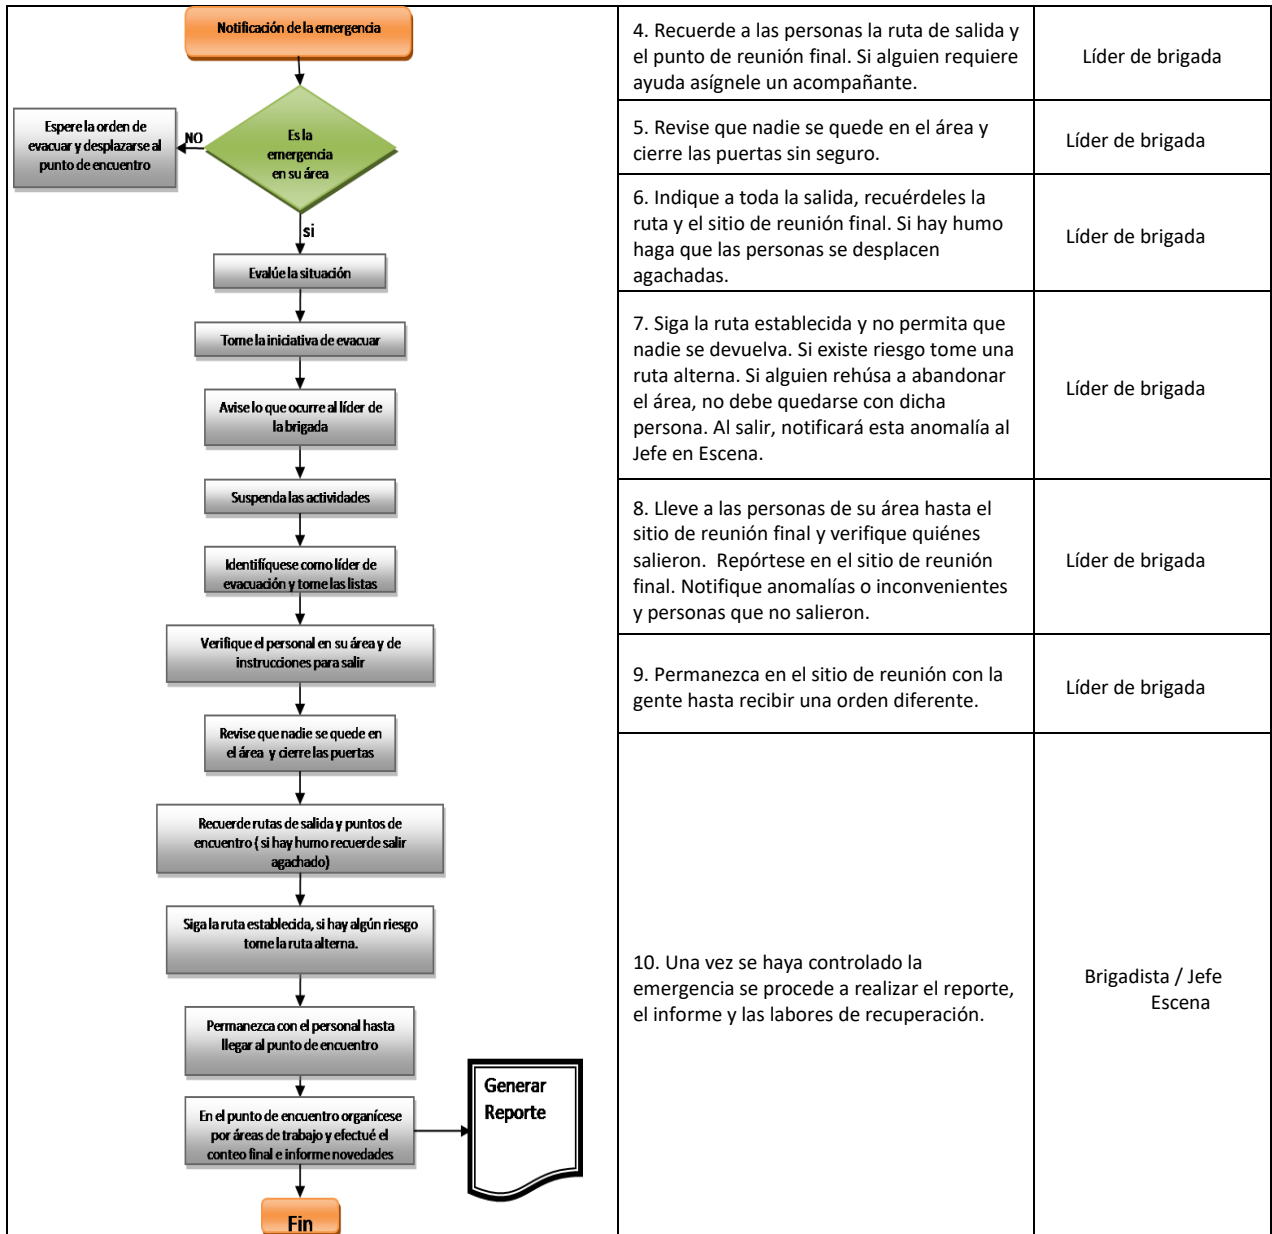 Notificación de la emergencia
Espere la orden de
evacuar y desplazarse al
punto de encuentro
NO
Es la
emergencia
en su área
si
Evalúe la situación
Tome la iniciativa de evacuar
Avise lo que ocurre al líder de
la brigada
Suspenda las actividades
Identifíquese como líder de
evacuación y tome las listas
Verifique el personal en su área y de
instrucciones para salir
Revise que nadie se quede en
el área y cierre las puertas
Recuerde rutas de salida y puntos de
encuentro ( si hay humo recuerde salir
agachado)
Siga la ruta establecida, si hay algún riesgo
tome la ruta alterna.
Permanezca con el personal hasta
llegar al punto de encuentro
En el punto de encuentro organícese
por áreas de trabajo y efectué el
conteo final e informe novedades
Generar
Reporte
Fin
4. Recuerde a las personas la ruta de salida y
el punto de reunión final. Si alguien requiere
ayuda asígnele un acompañante.
Líder de brigada
5. Revise que nadie se quede en el área y
cierre las puertas sin seguro.
Líder de brigada
6. Indique a toda la salida, recuérdeles la
ruta y el sitio de reunión final. Si hay humo
haga que las personas se desplacen
agachadas.
Líder de brigada
7. Siga la ruta establecida y no permita que
nadie se devuelva. Si existe riesgo tome una
ruta alterna. Si alguien rehúsa a abandonar
el área, no debe quedarse con dicha
persona. Al salir, notificará esta anomalía al
Jefe en Escena.
Líder de brigada
8. Lleve a las personas de su área hasta el
sitio de reunión final y verifique quiénes
salieron. Repórtese en el sitio de reunión
final. Notifique anomalías o inconvenientes
y personas que no salieron.
Líder de brigada
9. Permanezca en el sitio de reunión con la
gente hasta recibir una orden diferente.
Líder de brigada
10. Una vez se haya controlado la
emergencia se procede a realizar el reporte,
el informe y las labores de recuperación.
Brigadista / Jefe
Escena